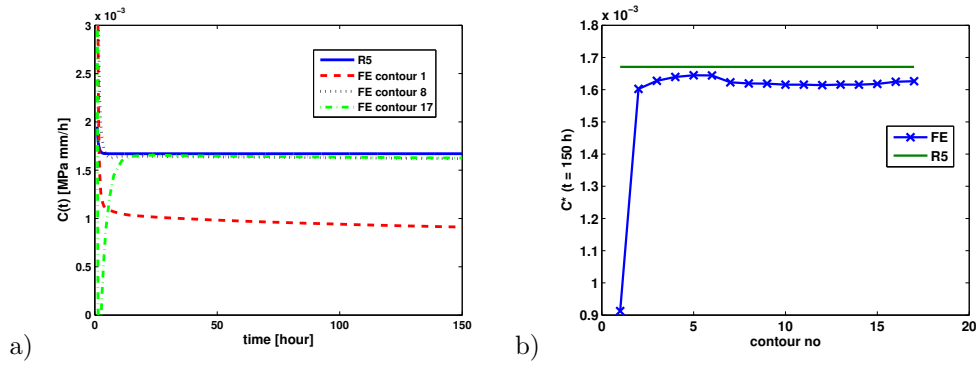 x 10⁻³
3
2.5
2
1.5
1
0.5
0
0
50
100
150
C(t) [MPa mm/h]
time [hour]
R5
FE contour 1
FE contour 8
FE contour 17
a)
x 10⁻³
1.8
1.7
1.6
1.5
1.4
1.3
1.2
1.1
1
0.9
0
5
10
15
20
C* (t = 150 h)
contour no
FE
R5
b)